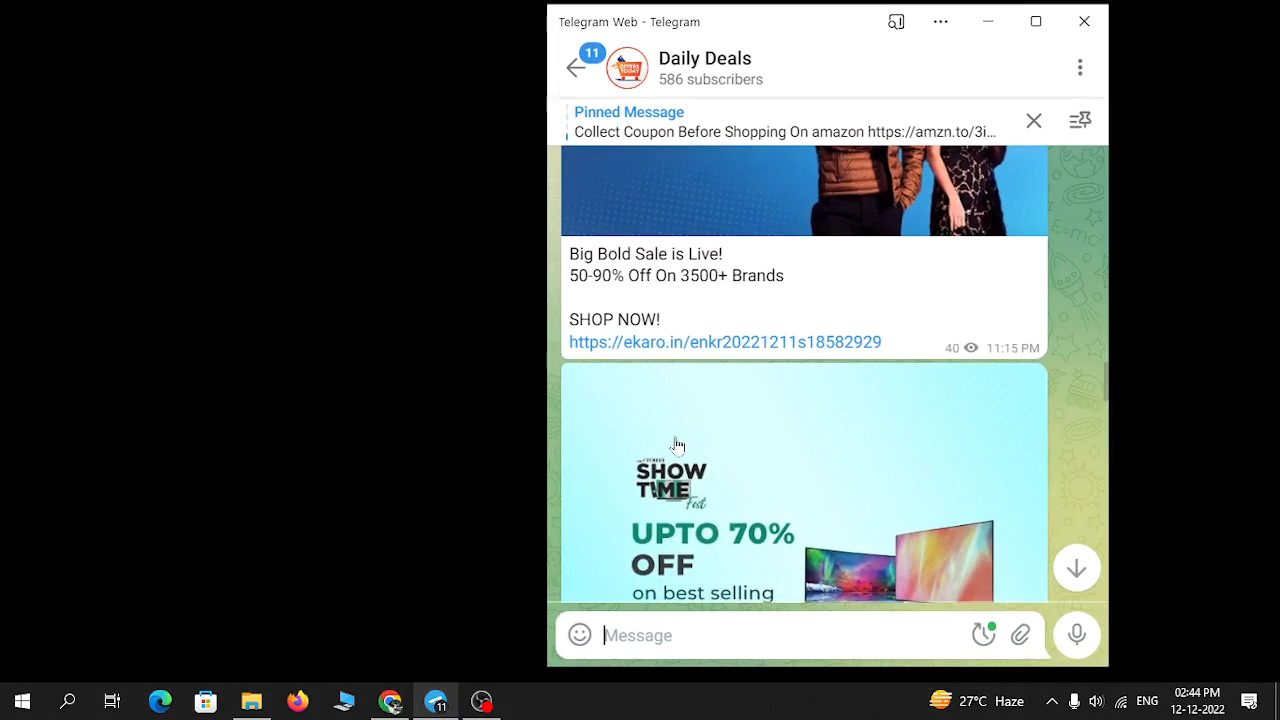 Telegram Web - Telegram
11
Daily Deals
586 subscribers
Pinned Message
Collect Coupon Before Shopping On amazon https://amzn.to/3i...
Big Bold Sale is Live!
50-90% Off On 3500+ Brands
SHOP NOW!
https://ekaro.in/enkr20221211s18582929
40 11:15 PM
SHOW
TIME
Fest
UPTO 70%
OFF
on best selling
Message
27°C Haze
ENG
02:44 PM
12-12-2022